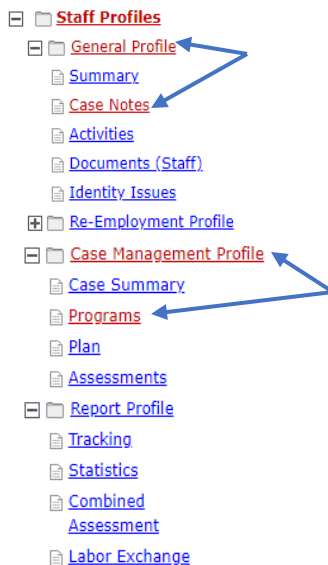 Staff Profiles
General Profile
Summary
Case Notes
Activities
Documents (Staff)
Identity Issues
Re-Employment Profile
Case Management Profile
Case Summary
Programs
Plan
Assessments
Report Profile
Tracking
Statistics
Combined
Assessment
Labor Exchange